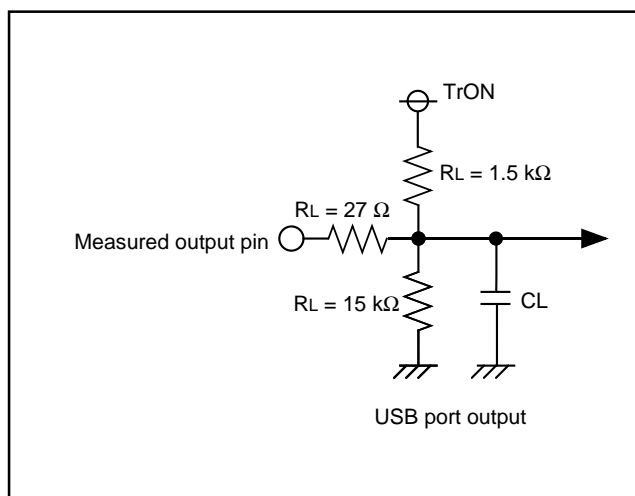 TrON
RL = 1.5 kΩ
RL = 27 Ω
Measured output pin
RL = 15 kΩ
CL
USB port output